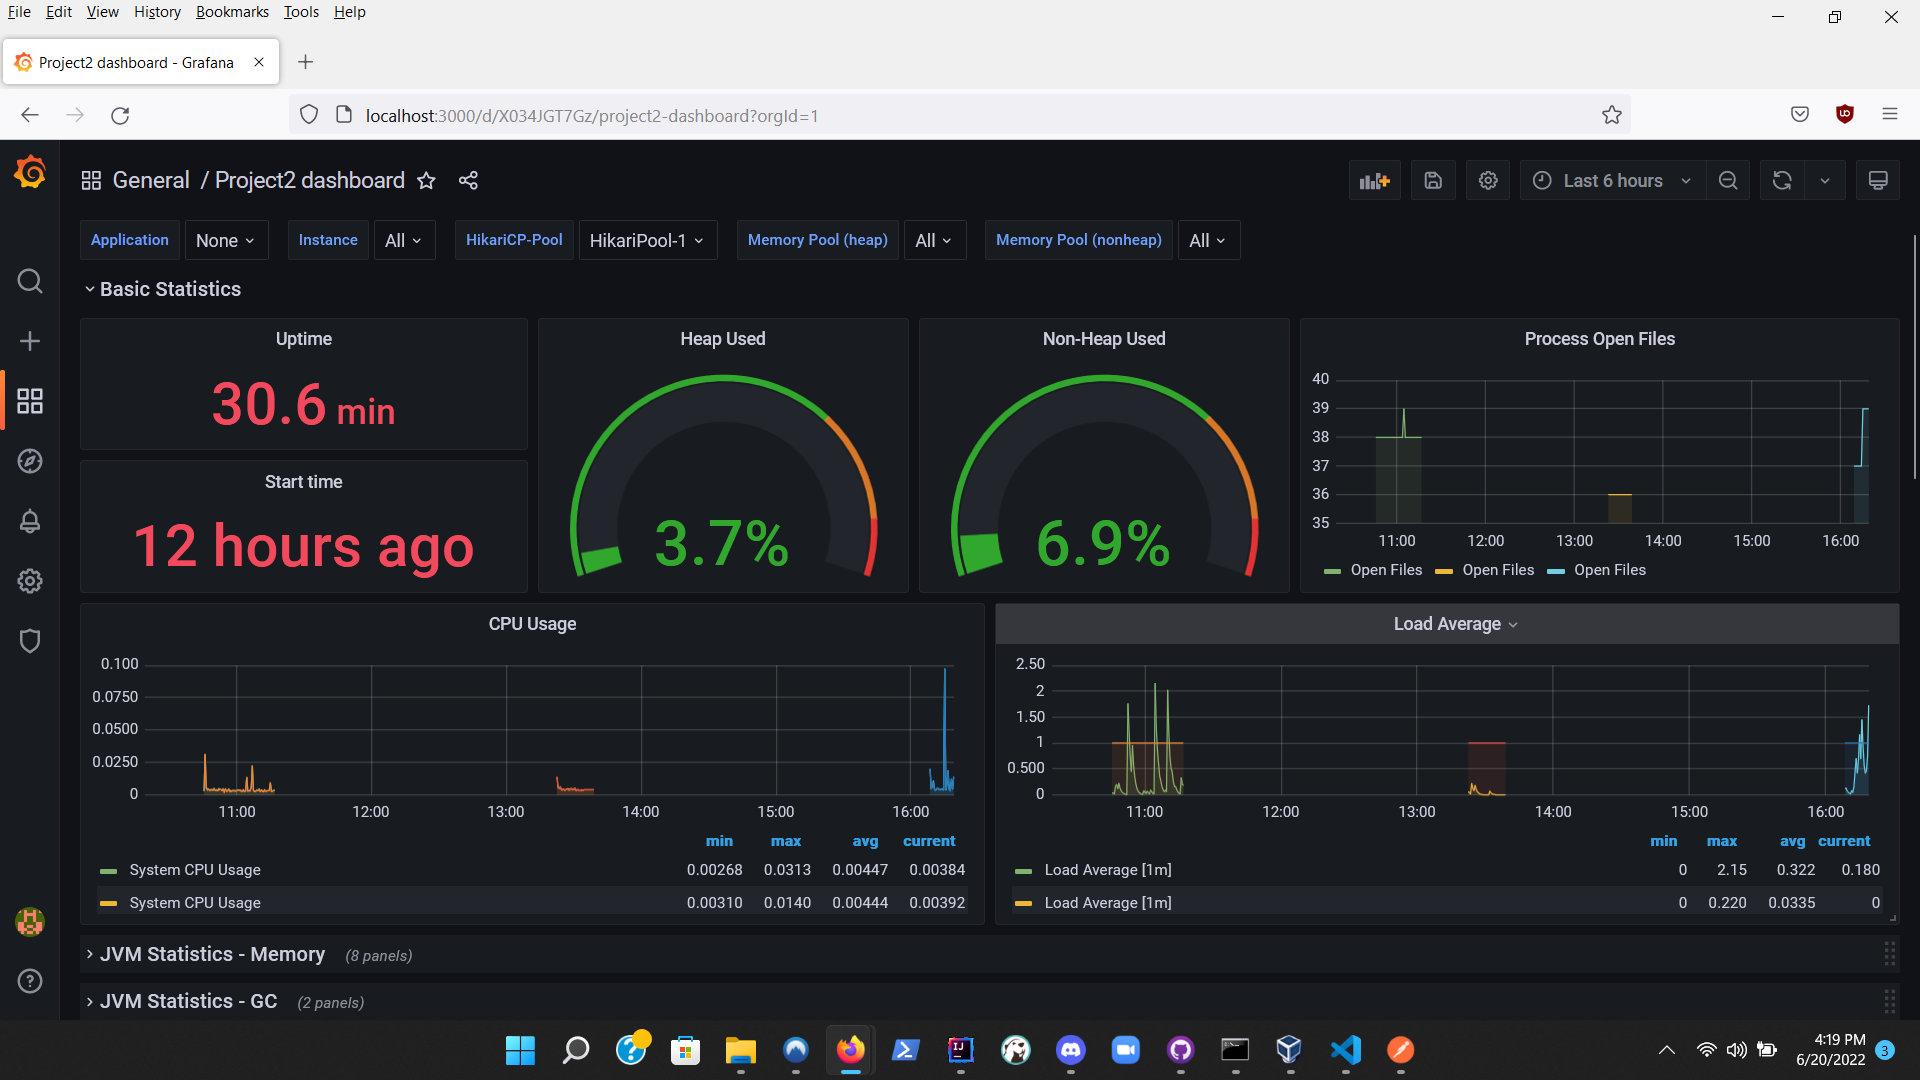 File Edit View History Bookmarks Tools Help
Project2 dashboard - Grafana
localhost:3000/d/X034JGT7Gz/project2-dashboard?orgId=1
General / Project2 dashboard
Last 6 hours
Application None Instance All HikariCP-Pool HikariPool-1 Memory Pool (heap) All Memory Pool (nonheap) All
Basic Statistics
Uptime
30.6 min
Start time
12 hours ago
Heap Used
3.7%
Non-Heap Used
6.9%
Process Open Files
40
39
38
37
36
35
11:00 12:00 13:00 14:00 15:00 16:00
Open Files Open Files Open Files
CPU Usage
0.100
0.0750
0.0500
0.0250
0
11:00 12:00 13:00 14:00 15:00 16:00
min max avg current
System CPU Usage 0.00268 0.0313 0.00447 0.00384
System CPU Usage 0.00310 0.0140 0.00444 0.00392
Load Average
2.50
2
1.50
1
0.500
0
11:00 12:00 13:00 14:00 15:00 16:00
min max avg current
Load Average [1m] 0 2.15 0.322 0.180
Load Average [1m] 0 0.220 0.0335 0
JVM Statistics - Memory (8 panels)
JVM Statistics - GC (2 panels)
IJ
4:19 PM
6/20/2022
3